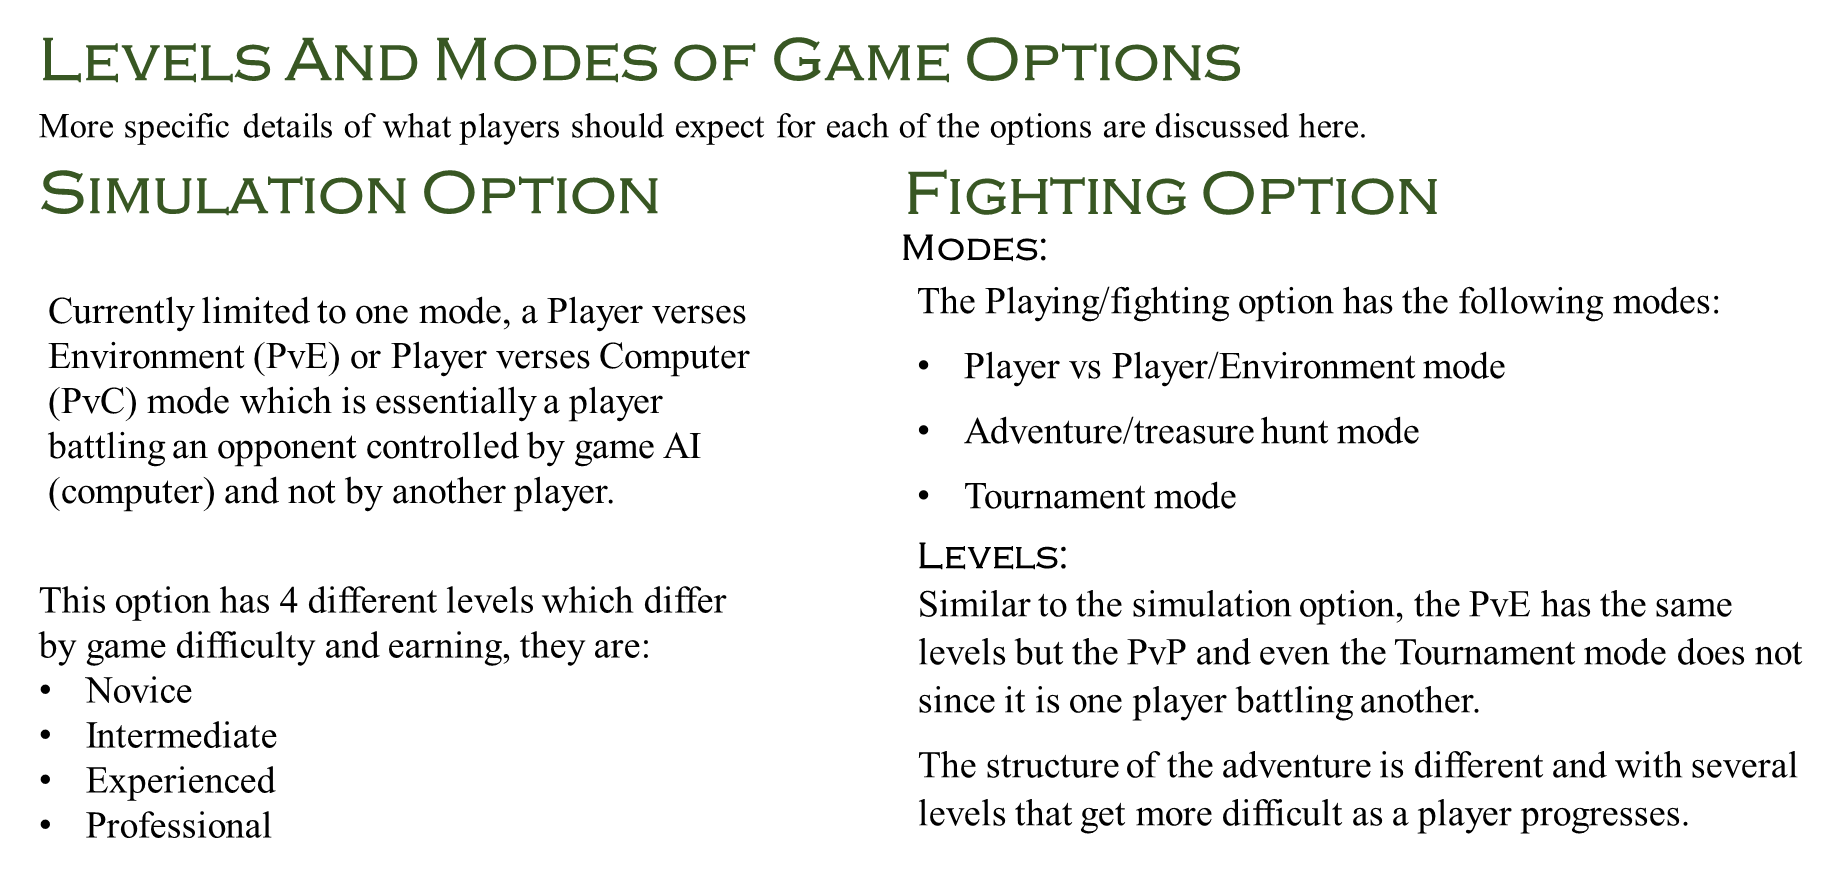 Levels And Modes of Game Options
More specific details of what players should expect for each of the options are discussed here.
Simulation Option
Currently limited to one mode, a Player verses
Environment (PvE) or Player verses Computer
(PvC) mode which is essentially a player
battling an opponent controlled by game AI
(computer) and not by another player.
This option has 4 different levels which differ
by game difficulty and earning, they are:
• Novice
• Intermediate
• Experienced
• Professional
Fighting Option
Modes:
The Playing/fighting option has the following modes:
• Player vs Player/Environment mode
• Adventure/treasure hunt mode
• Tournament mode
Levels:
Similar to the simulation option, the PvE has the same
levels but the PvP and even the Tournament mode does not
since it is one player battling another.
The structure of the adventure is different and with several
levels that get more difficult as a player progresses.